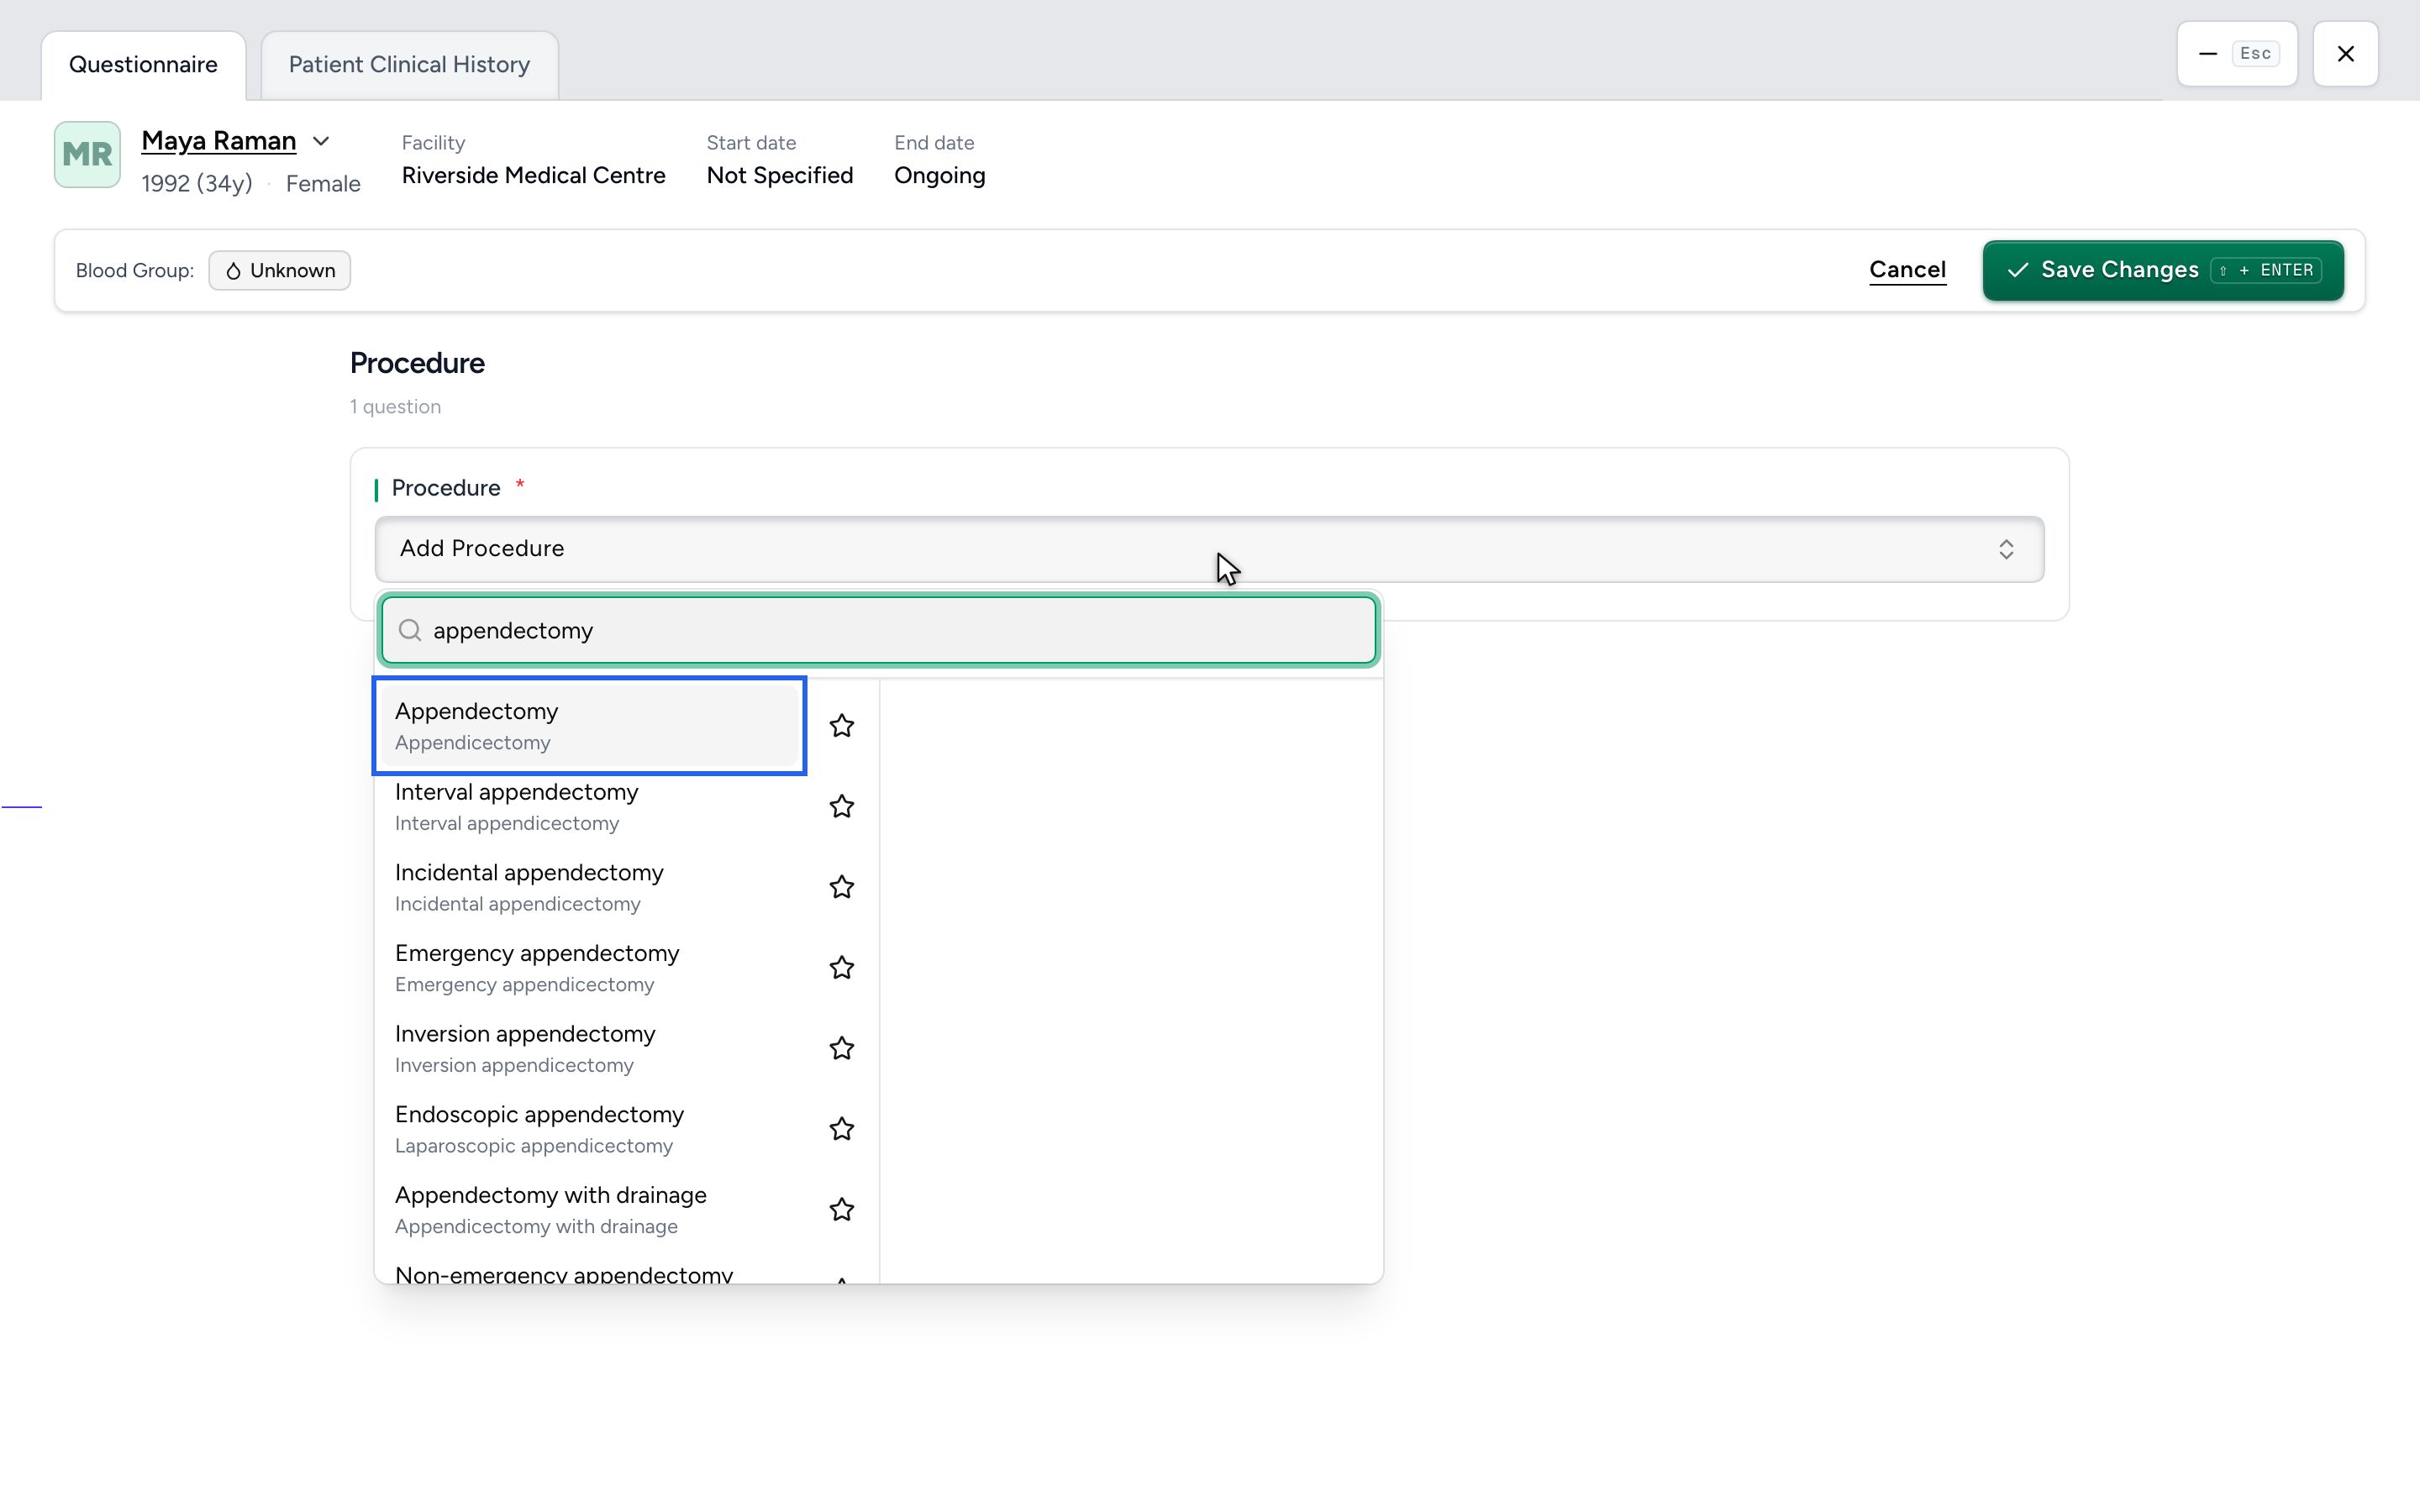 Questionnaire
Patient Clinical History
Esc
MR
Maya Raman
1992 (34y) · Female
Facility
Riverside Medical Centre
Start date
Not Specified
End date
Ongoing
Blood Group:
Unknown
Cancel
Save Changes ⇧ + ENTER
Procedure
1 question
Procedure *
Add Procedure
appendectomy
Appendectomy
Appendicectomy
Interval appendectomy
Interval appendicectomy
Incidental appendectomy
Incidental appendicectomy
Emergency appendectomy
Emergency appendicectomy
Inversion appendectomy
Inversion appendicectomy
Endoscopic appendectomy
Laparoscopic appendicectomy
Appendectomy with drainage
Appendicectomy with drainage
Non-emergency appendectomy